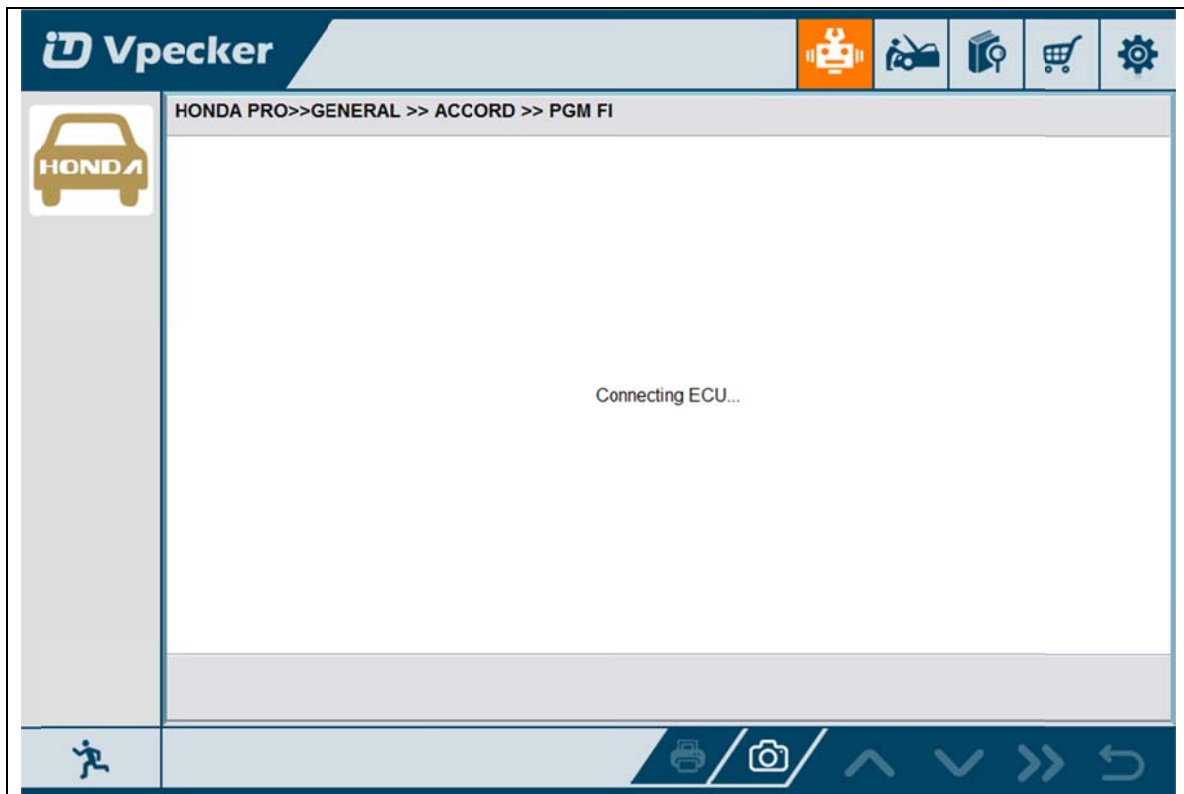 Vpecker
HONDA PRO>>GENERAL >> ACCORD >> PGM FI
HONDA
Connecting ECU...